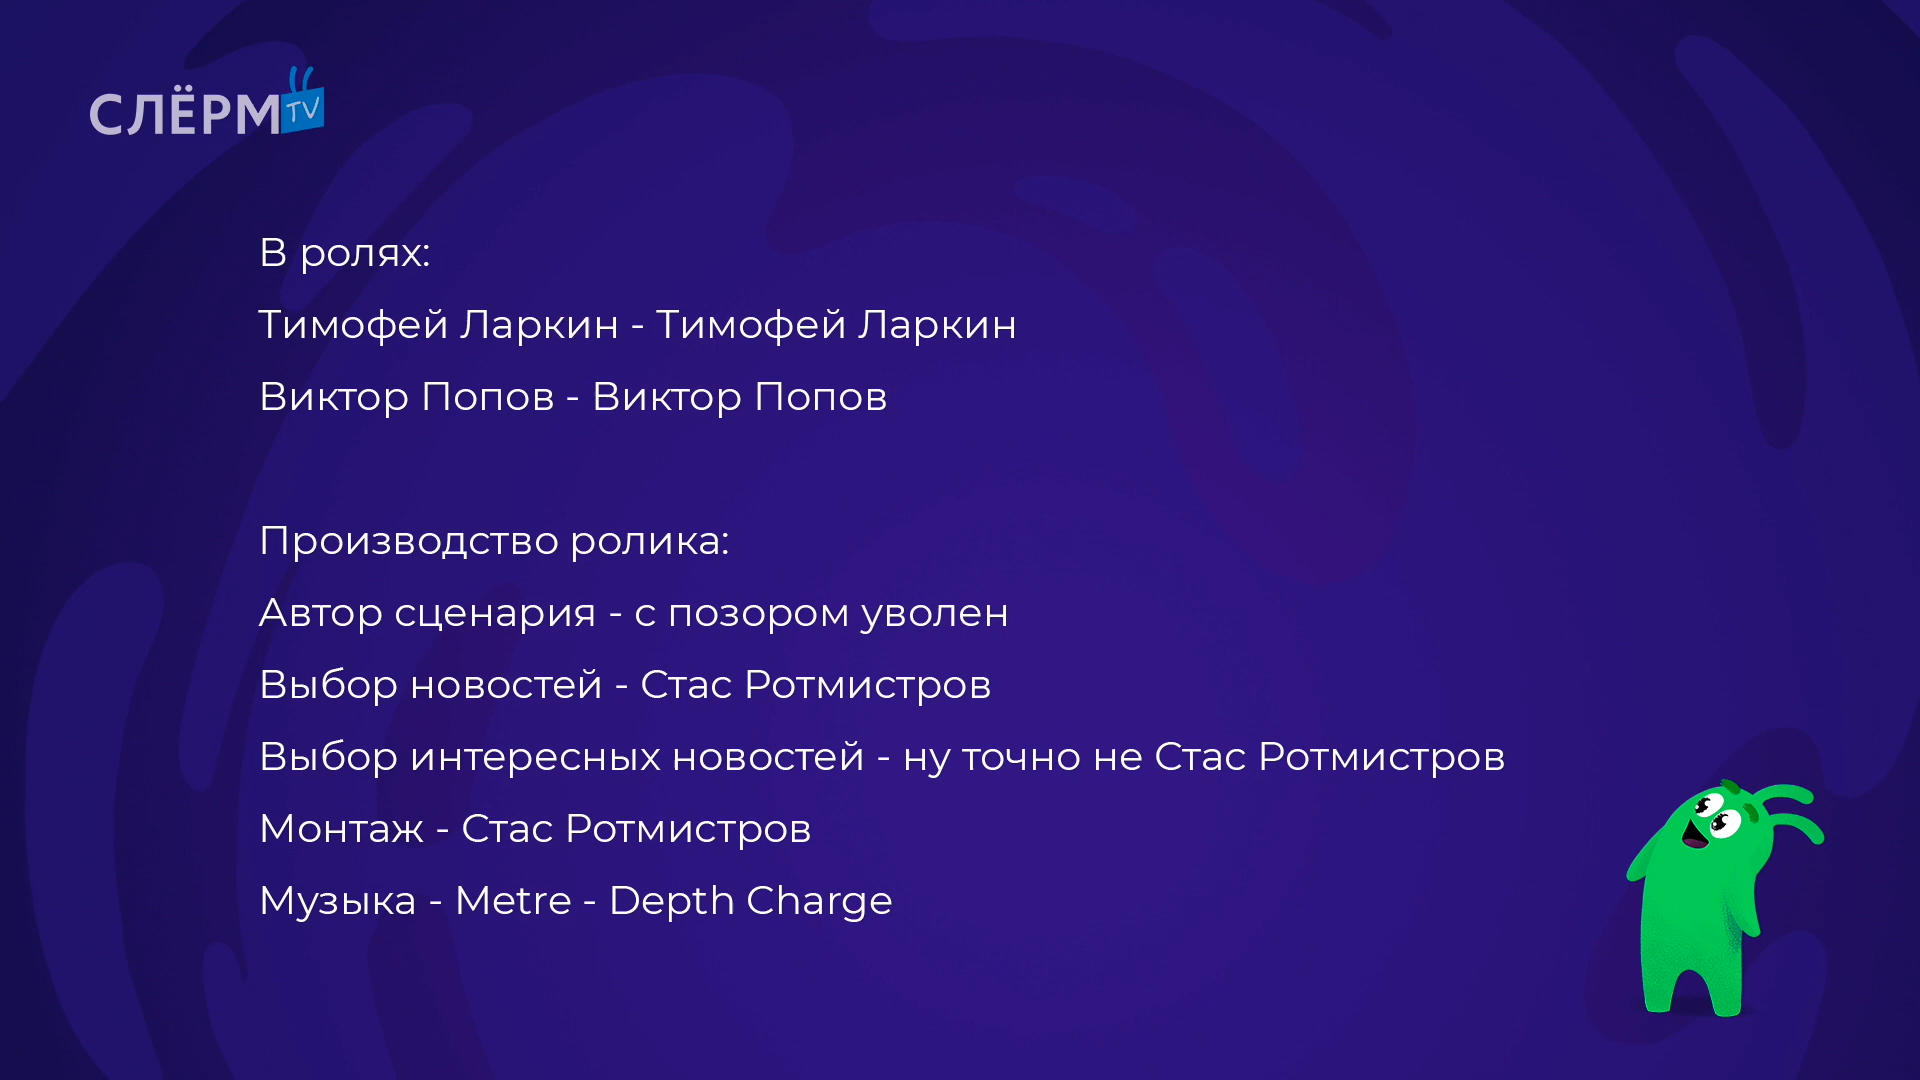 СЛЁРМ TV
В ролях:
Тимофей Ларкин - Тимофей Ларкин
Виктор Попов - Виктор Попов
Производство ролика:
Автор сценария - с позором уволен
Выбор новостей - Стас Ротмистров
Выбор интересных новостей - ну точно не Стас Ротмистров
Монтаж - Стас Ротмистров
Музыка - Metre - Depth Charge